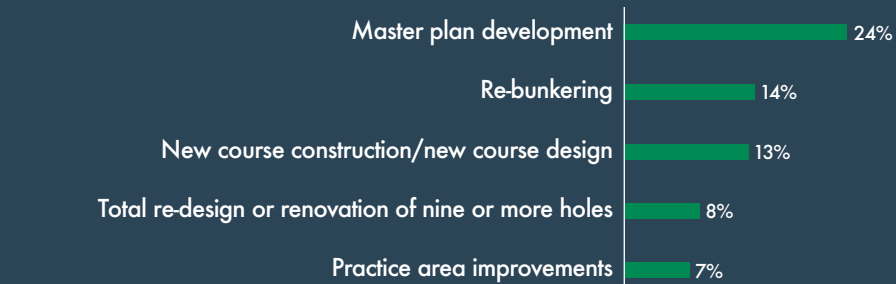 Master plan development 24%
Re-bunkering 14%
New course construction/new course design 13%
Total re-design or renovation of nine or more holes 8%
Practice area improvements 7%